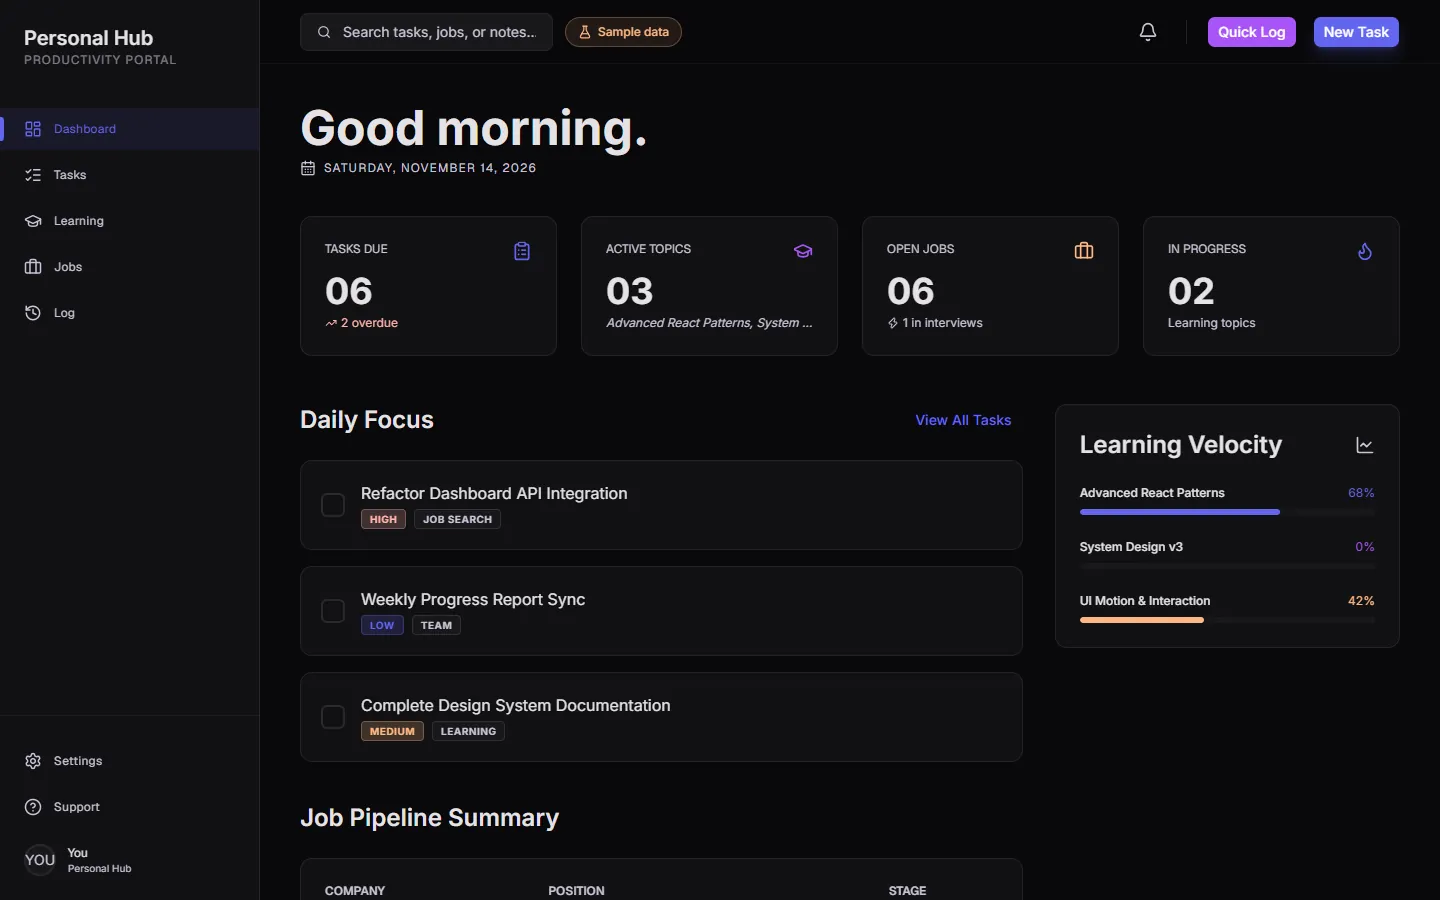 Personal Hub
PRODUCTIVITY PORTAL
Dashboard
Tasks
Learning
Jobs
Log
Settings
Support
YOU
You
Personal Hub
Search tasks, jobs, or notes...
Sample data
Quick Log
New Task
Good morning.
SATURDAY, NOVEMBER 14, 2026
TASKS DUE
06
2 overdue
ACTIVE TOPICS
03
Advanced React Patterns, System ...
OPEN JOBS
06
1 in interviews
IN PROGRESS
02
Learning topics
Daily Focus
View All Tasks
Refactor Dashboard API Integration
HIGH
JOB SEARCH
Weekly Progress Report Sync
LOW
TEAM
Complete Design System Documentation
MEDIUM
LEARNING
Learning Velocity
Advanced React Patterns 68%
System Design v3 0%
UI Motion & Interaction 42%
Job Pipeline Summary
COMPANY POSITION STAGE